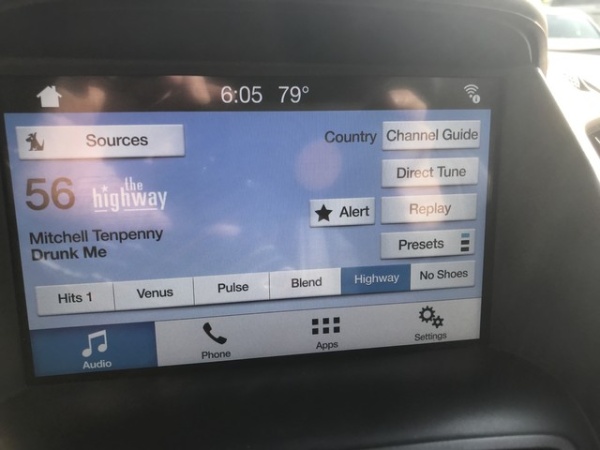 6:05 79°
Sources
Country
Channel Guide
Direct Tune
56 the highway
Alert
Replay
Mitchell Tenpenny
Drunk Me
Presets
Hits 1
Venus
Pulse
Blend
Highway
No Shoes
Audio
Phone
Apps
Settings